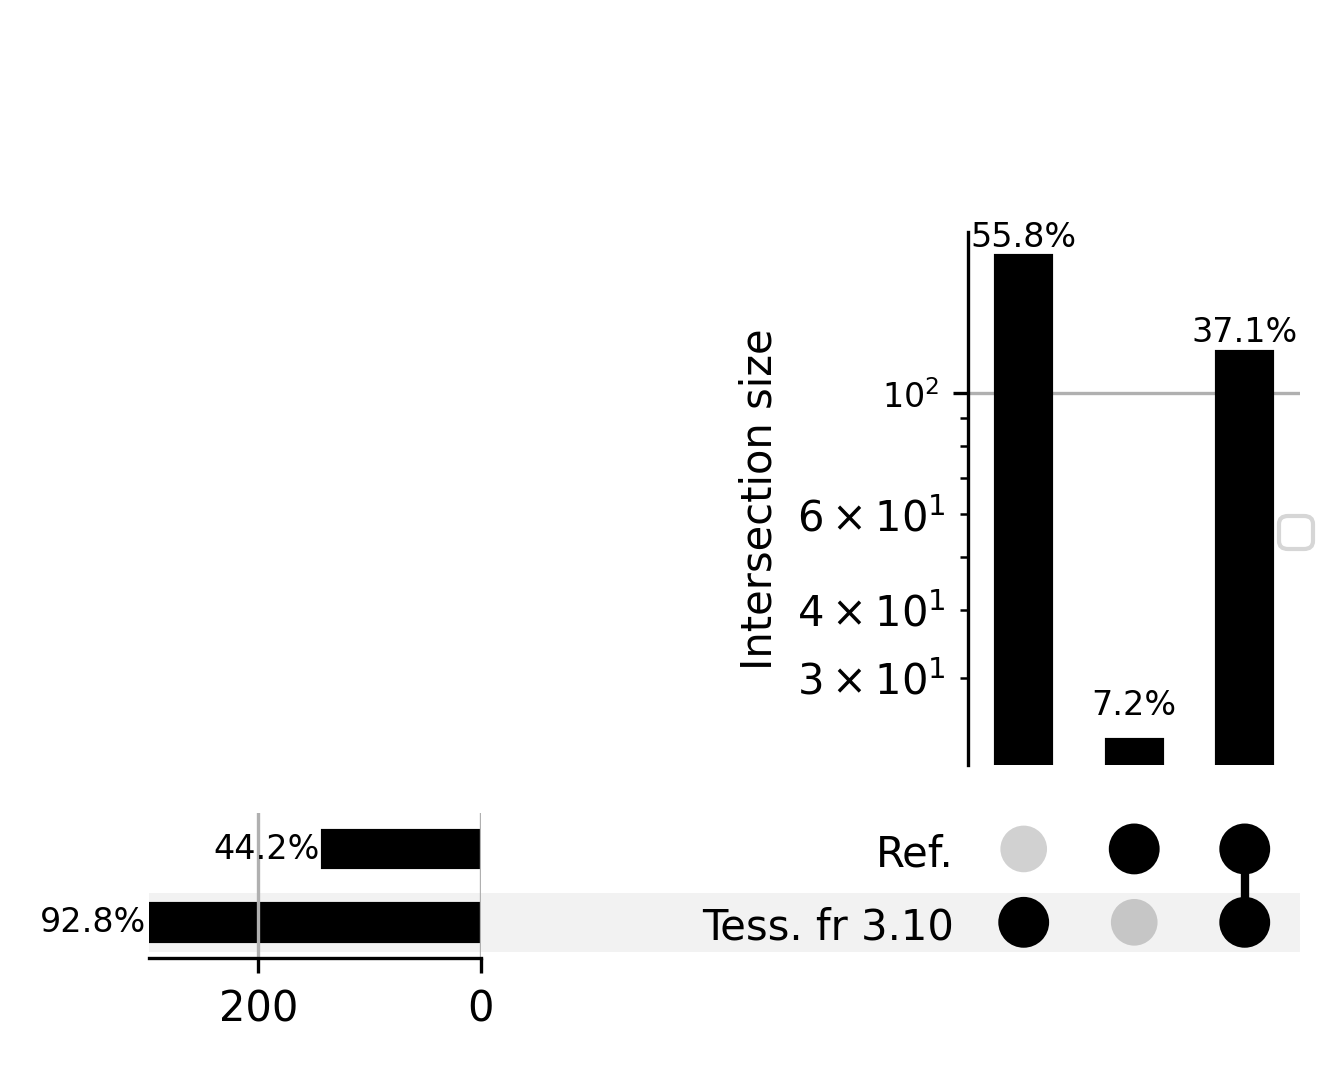 55.8%
37.1%
10²
6 × 10¹
4 × 10¹
3 × 10¹
Intersection size
7.2%
44.2%
Ref.
92.8%
Tess. fr 3.10
200
0